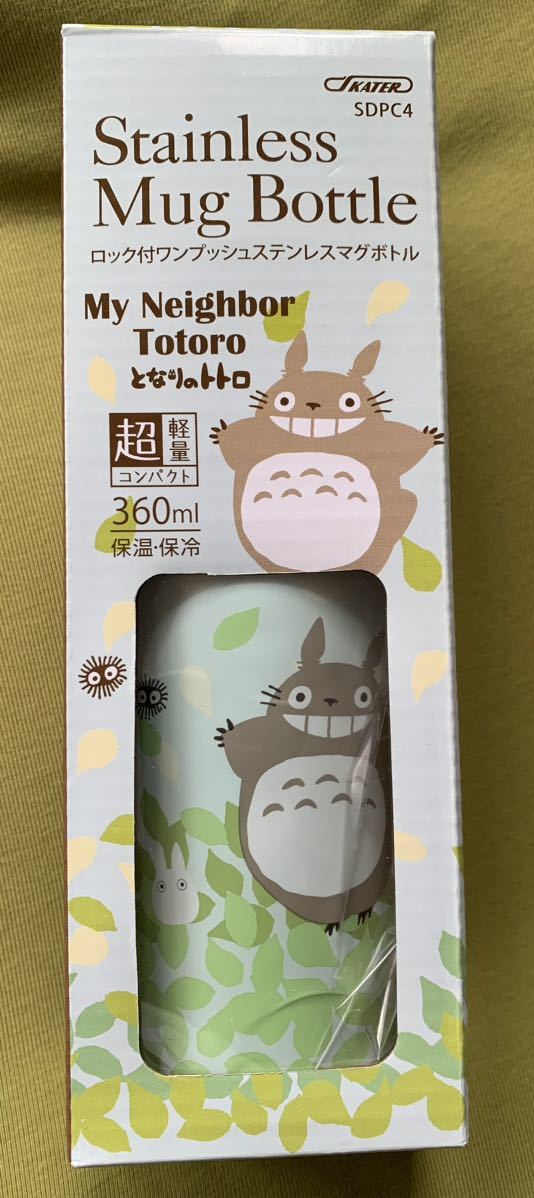 SKATER
SDPC4
Stainless
Mug Bottle
ロック付ワンプッシュステンレスマグボトル
My Neighbor
Totoro
となりのトトロ
超軽量
コンパクト
360ml
保温・保冷